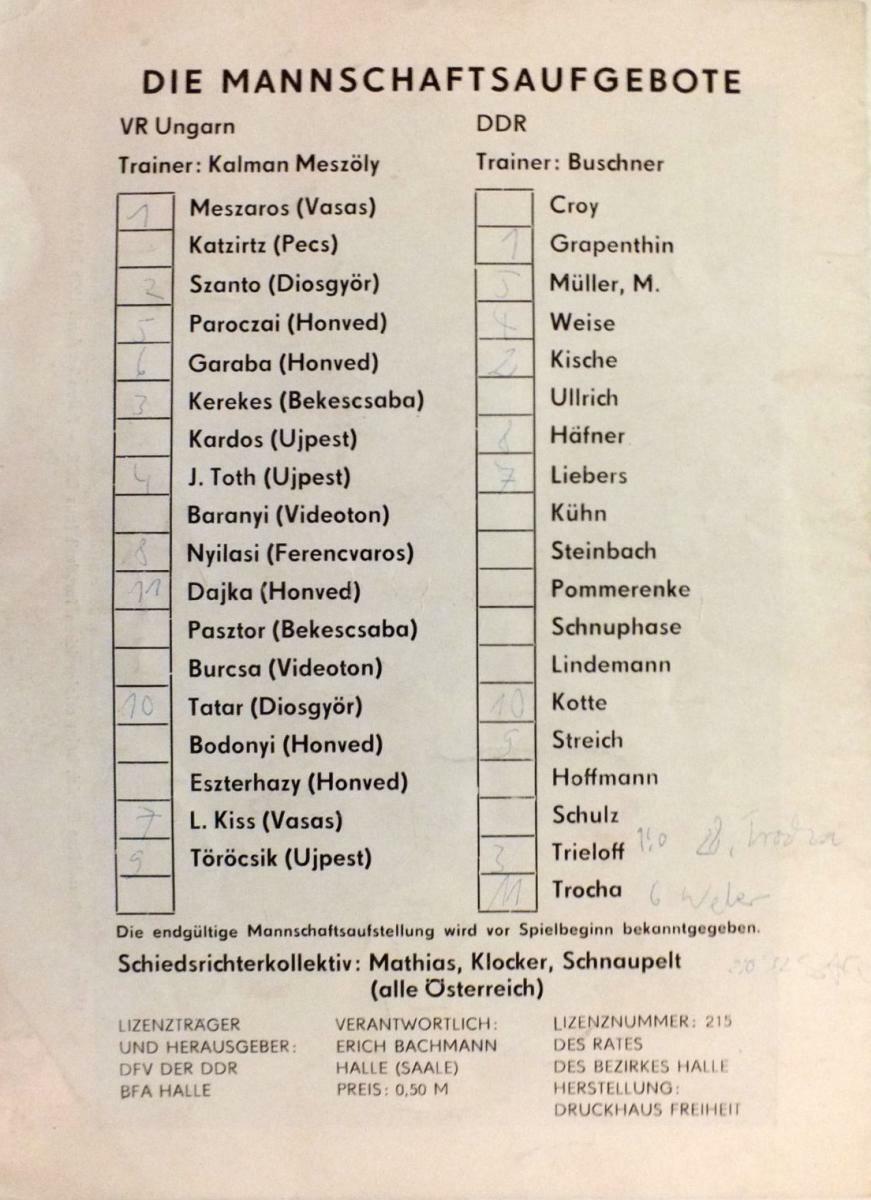 DIE MANNSCHAFTSAUFGEBOTE
VR Ungarn
Trainer: Kalman Meszöly
1 Meszaros (Vasas)
Katzirtz (Pecs)
2 Szanto (Diosgyör)
5 Paroczai (Honved)
6 Garaba (Honved)
3 Kerekes (Bekescsaba)
Kardos (Ujpest)
4 J. Toth (Ujpest)
Baranyi (Videoton)
8 Nyilasi (Ferencvaros)
11 Dajka (Honved)
Pasztor (Bekescsaba)
Burcsa (Videoton)
10 Tatar (Diosgyör)
Bodonyi (Honved)
Eszterhazy (Honved)
7 L. Kiss (Vasas)
9 Töröcsik (Ujpest)
DDR
Trainer: Buschner
Croy
1 Grapenthin
5 Müller, M.
4 Weise
2 Kische
Ullrich
8 Häfner
7 Liebers
Kühn
Steinbach
Pommerenke
Schnuphase
Lindemann
10 Kotte
9 Streich
Hoffmann
Schulz
3 Trieloff 1:0
11 Trocha 6
Die endgültige Mannschaftsaufstellung wird vor Spielbeginn bekanntgegeben.
Schiedsrichterkollektiv: Mathias, Klocker, Schnaupelt
(alle Österreich)
LIZENZTRÄGER
UND HERAUSGEBER:
DFV DER DDR
BFA HALLE
VERANTWORTLICH:
ERICH BACHMANN
HALLE (SAALE)
PREIS: 0,50 M
LIZENZNUMMER: 215
DES RATES
DES BEZIRKES HALLE
HERSTELLUNG:
DRUCKHAUS FREIHEIT